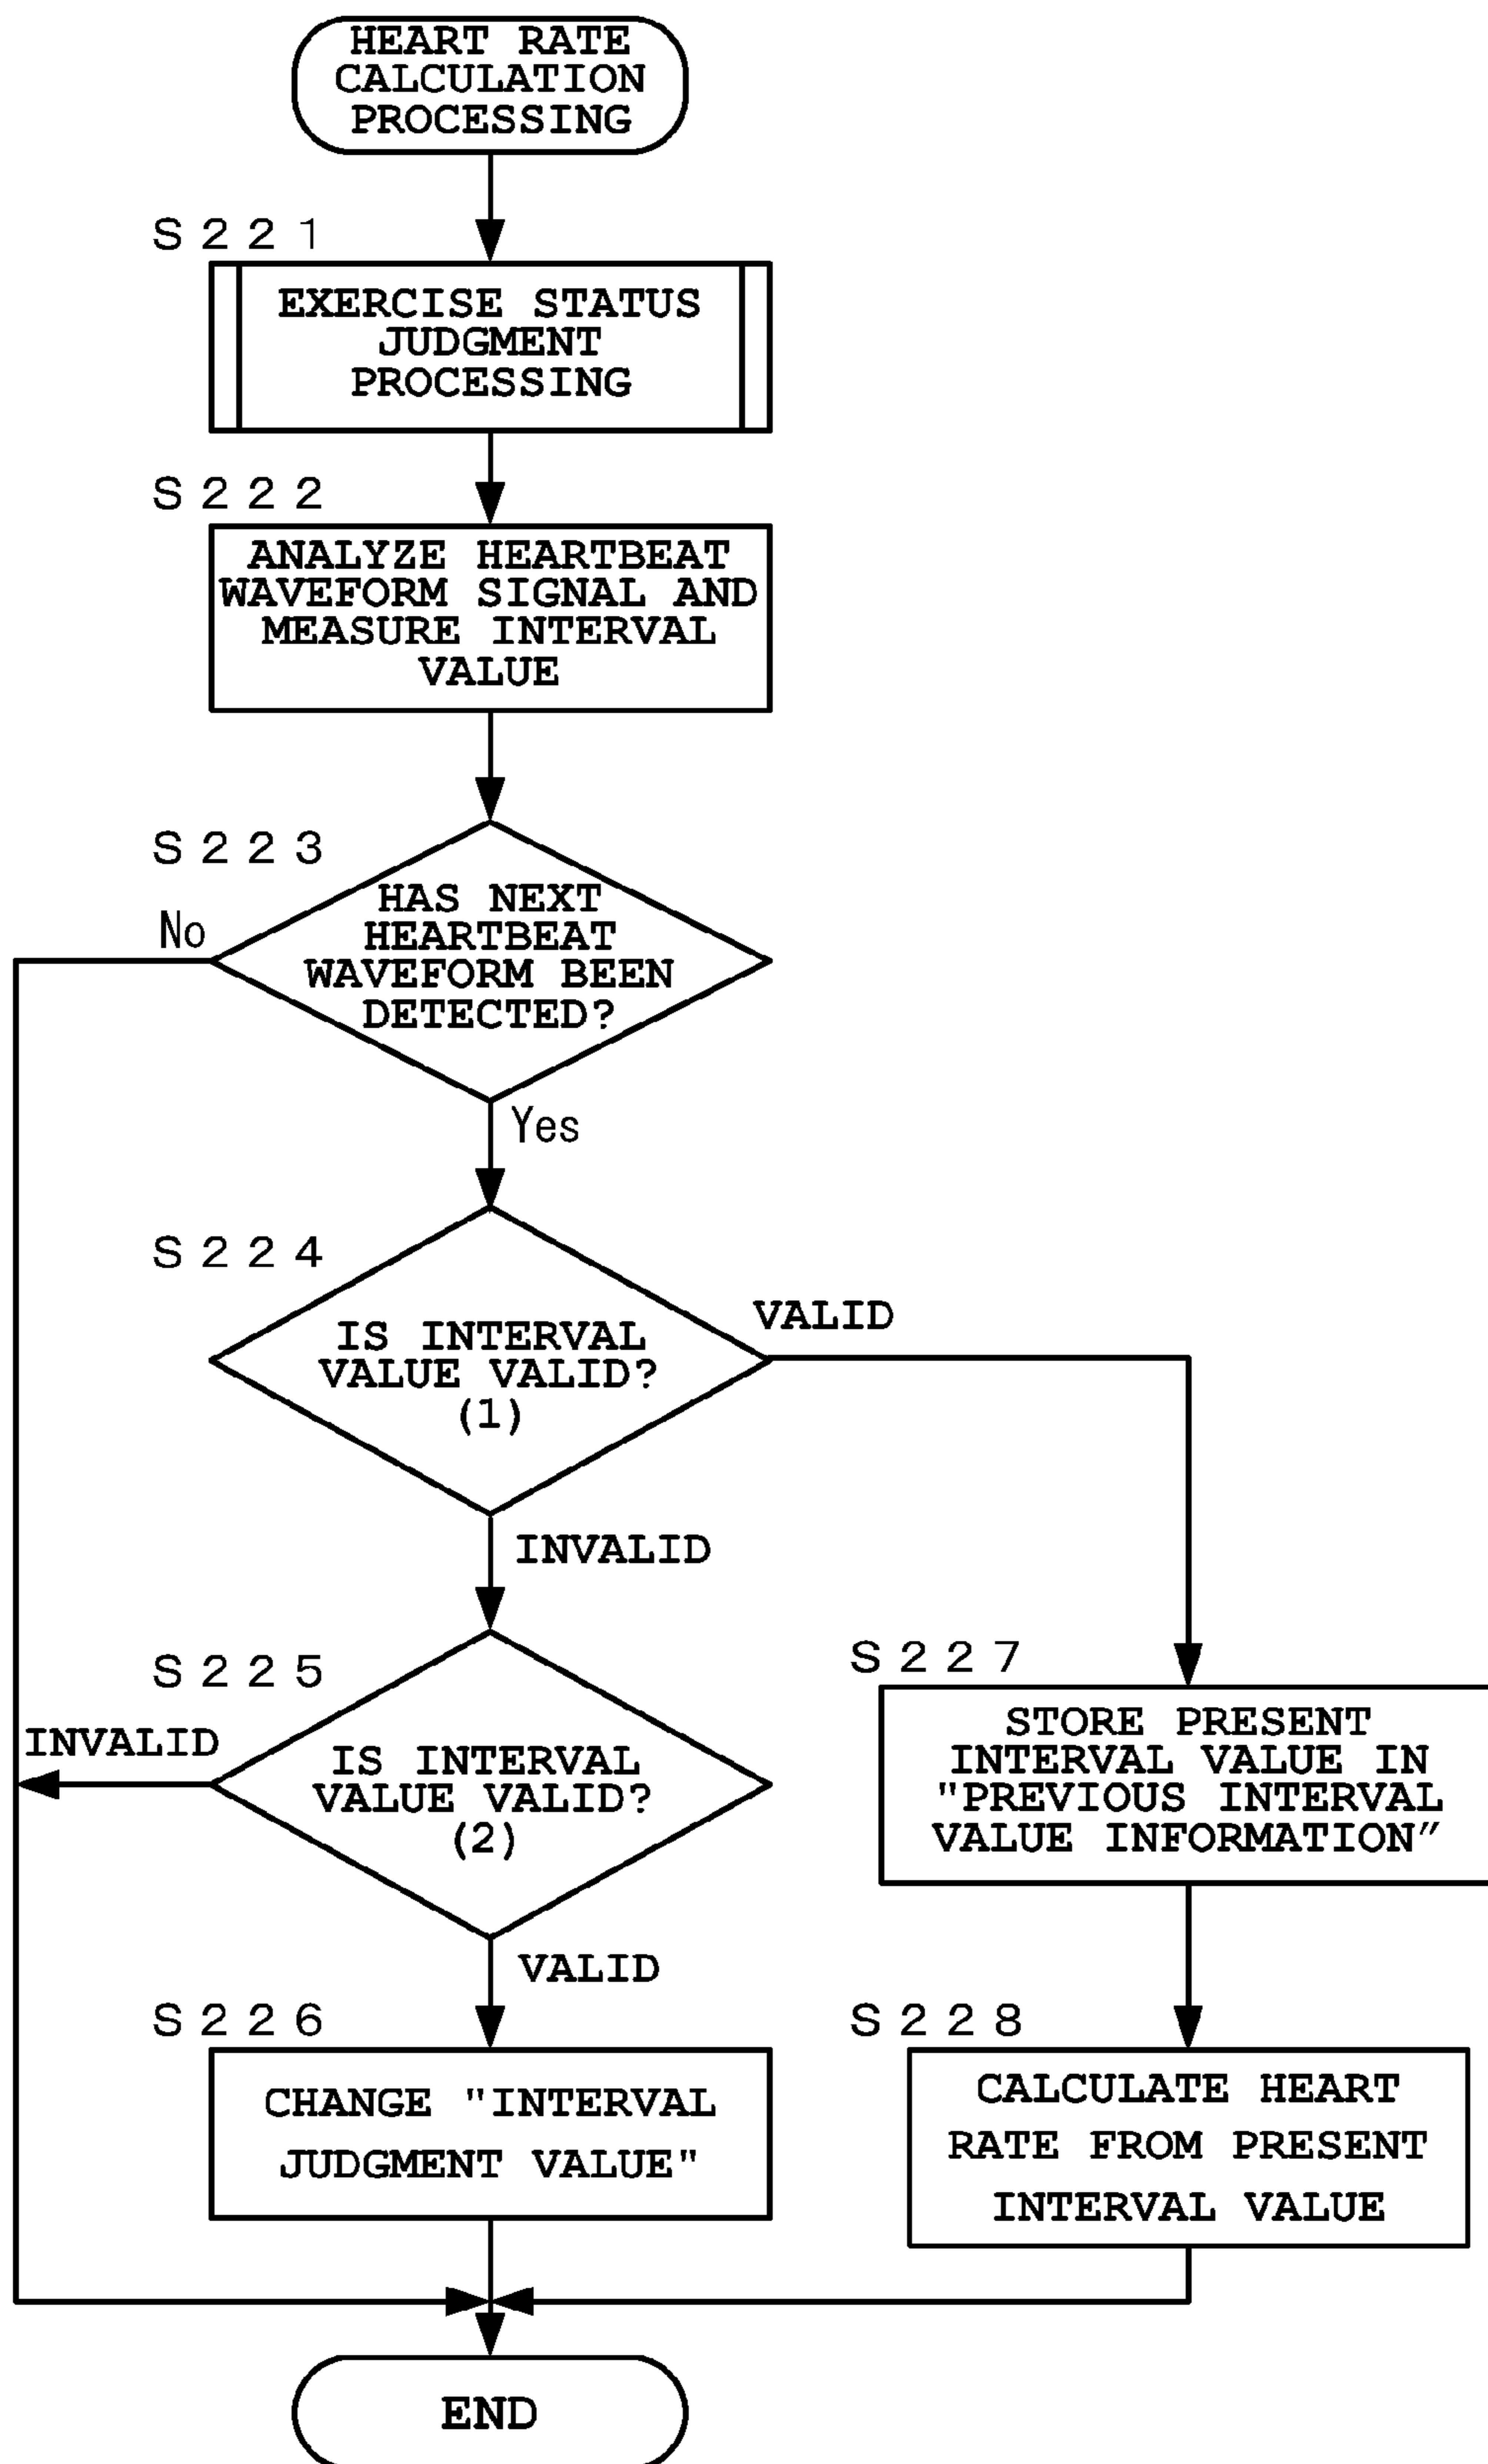 HEART RATE
CALCULATION
PROCESSING
S221
EXERCISE STATUS
JUDGMENT
PROCESSING
S222
ANALYZE HEARTBEAT
WAVEFORM SIGNAL AND
MEASURE INTERVAL
VALUE
S223
No
HAS NEXT
HEARTBEAT
WAVEFORM BEEN
DETECTED?
Yes
S224
VALID
IS INTERVAL
VALUE VALID?
(1)
INVALID
S225
INVALID
IS INTERVAL
VALUE VALID?
(2)
VALID
S226
CHANGE "INTERVAL
JUDGMENT VALUE"
S227
STORE PRESENT
INTERVAL VALUE IN
"PREVIOUS INTERVAL
VALUE INFORMATION"
S228
CALCULATE HEART
RATE FROM PRESENT
INTERVAL VALUE
END